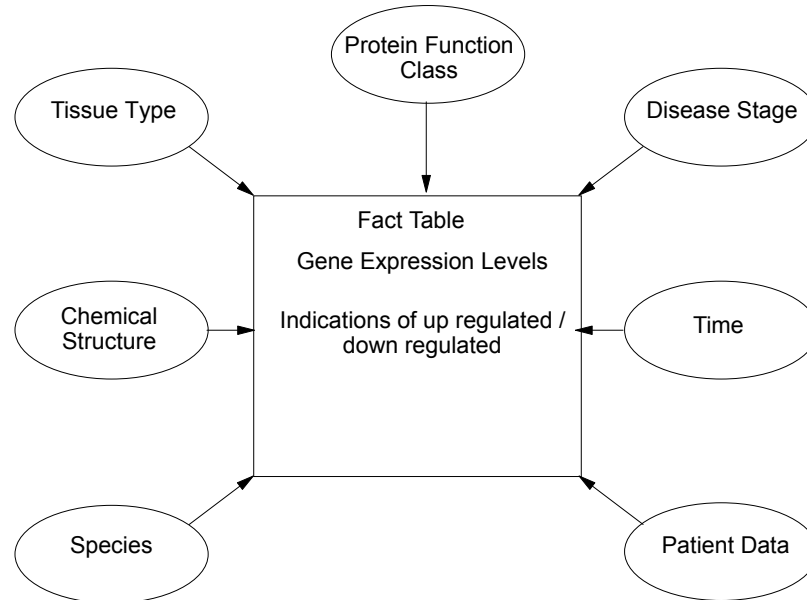 Protein Function
Class
Tissue Type
Disease Stage
Fact Table
Gene Expression Levels
Chemical
Structure
Indications of up regulated /
down regulated
Time
Species
Patient Data